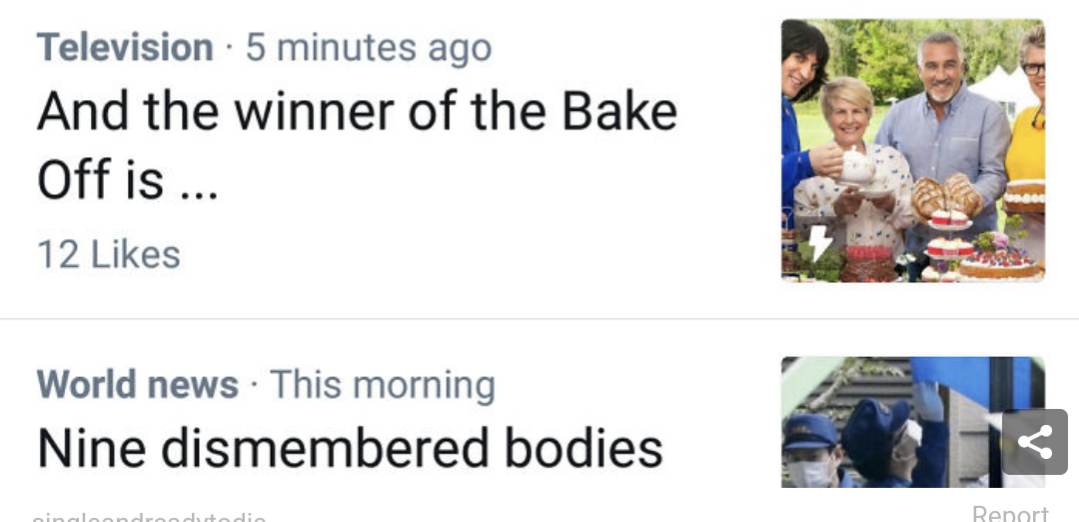 Television · 5 minutes ago
And the winner of the Bake
Off is ...
12 Likes
World news · This morning
Nine dismembered bodies
singleandreadytodie
Report